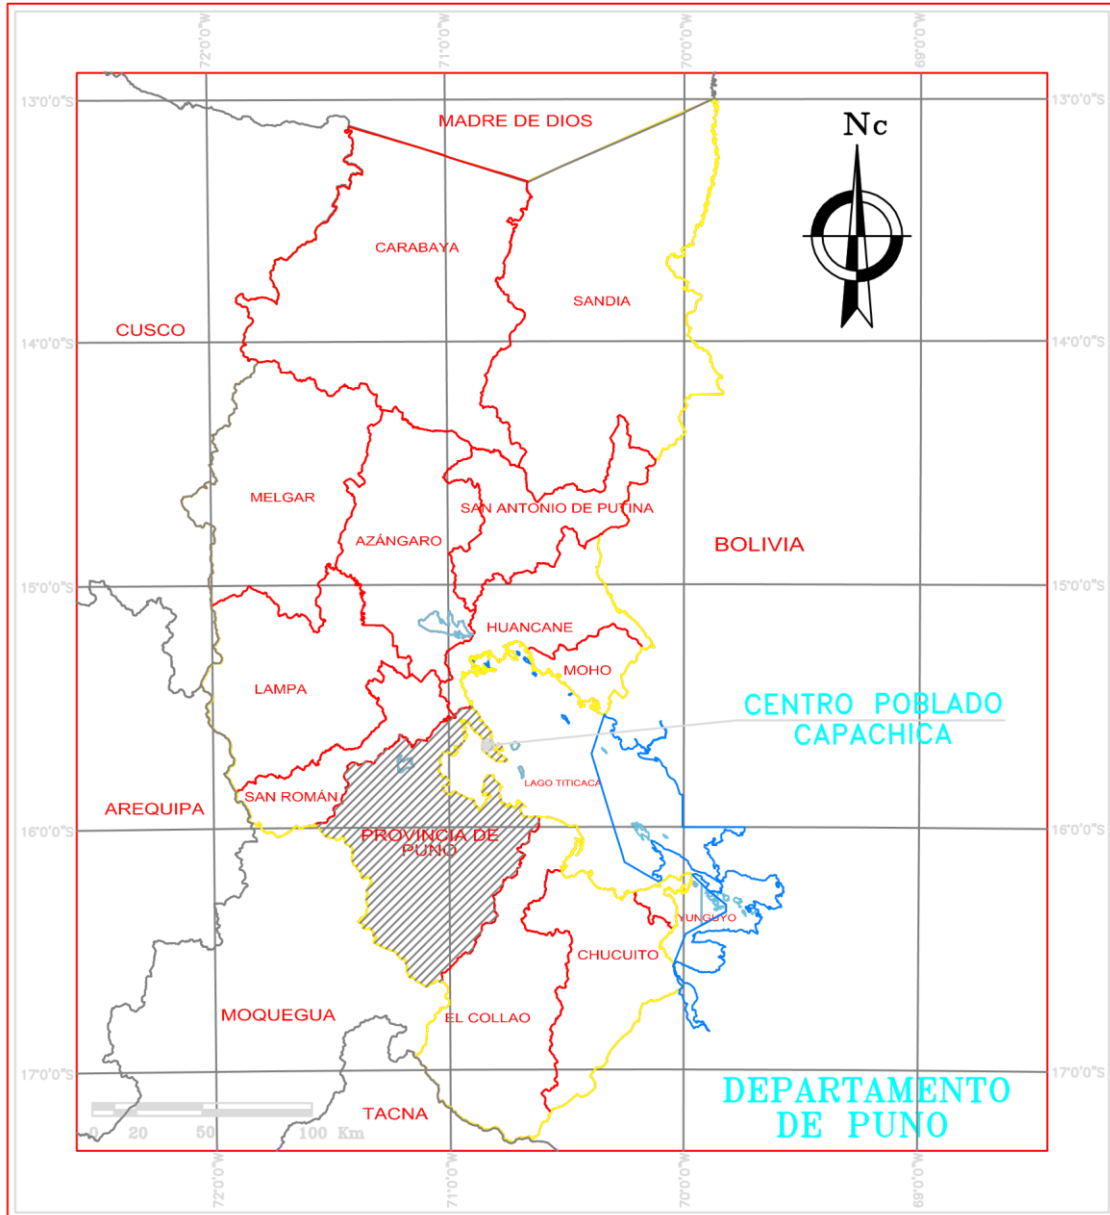 72°0'0"W
71°0'0"W
70°0'0"W
69°0'0"W
13°0'0"S
13°0'0"S
MADRE DE DIOS
Nc
CARABAYA
SANDIA
CUSCO
14°0'0"S
14°0'0"S
MELGAR
SAN ANTONIO DE PUTINA
AZÁNGARO
BOLIVIA
15°0'0"S
15°0'0"S
HUANCANE
MOHO
LAMPA
CENTRO POBLADO
CAPACHICA
LAGO TITICACA
SAN ROMÁN
AREQUIPA
16°0'0"S
16°0'0"S
PROVINCIA DE
PUNO
YUNGUYO
CHUCUITO
MOQUEGUA
EL COLLAO
17°0'0"S
17°0'0"S
DEPARTAMENTO
DE PUNO
TACNA
0 20 50 100 Km
72°0'0"W
71°0'0"W
70°0'0"W
69°0'0"W